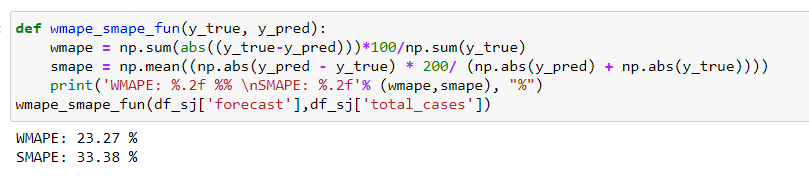 def wmape_smape_fun(y_true, y_pred):
    wmape = np.sum(abs((y_true-y_pred)))*100/np.sum(y_true)
    smape = np.mean((np.abs(y_pred - y_true) * 200/ (np.abs(y_pred) + np.abs(y_true))))
    print('WMAPE: %.2f %% \nSMAPE: %.2f'% (wmape,smape), "%")
wmape_smape_fun(df_sj['forecast'],df_sj['total_cases'])
WMAPE: 23.27 %
SMAPE: 33.38 %